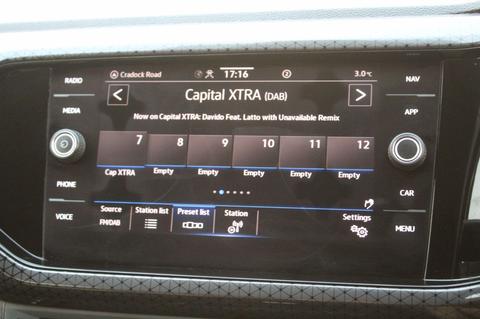 RADIO
MEDIA
PHONE
VOICE
Cradock Road 17:16 2 3.0°C
< Capital XTRA (DAB) >
Now on Capital XTRA: Davido Feat. Latto with Unavailable Remix
7 8 9 10 11 12
Cap XTRA Empty Empty Empty Empty Empty
Source Station list Preset list Station Settings
FM/DAB
NAV
APP
CAR
MENU